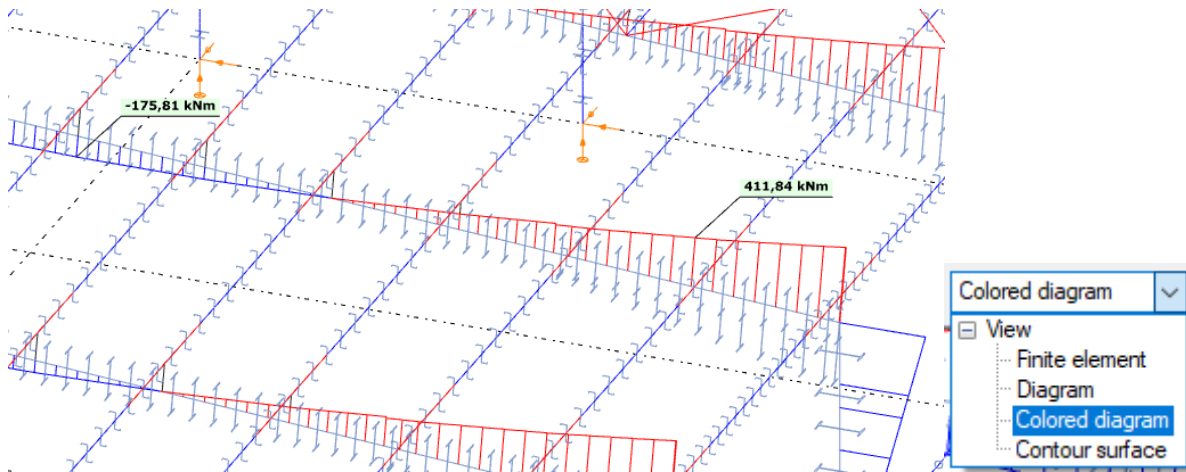 -175,81 kNm
411,84 kNm
Colored diagram
View
Finite element
Diagram
Colored diagram
Contour surface